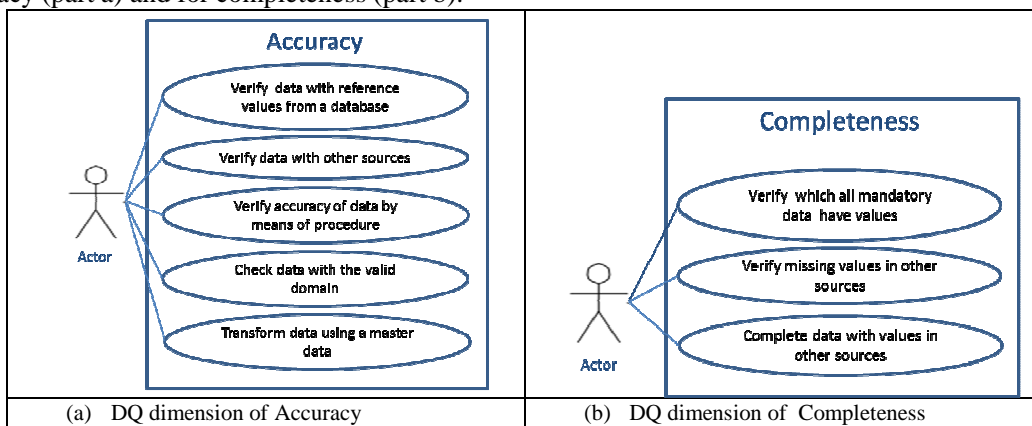 acy (part a) and for completeness (part b).
Accuracy
Verify data with reference
values from a database
Verify data with other sources
Verify accuracy of data by
means of procedure
Check data with the valid
domain
Transform data using a master
data
Actor
(a) DQ dimension of Accuracy
Completeness
Verify which all mandatory
data have values
Verify missing values in other
sources
Complete data with values in
other sources
Actor
(b) DQ dimension of Completeness